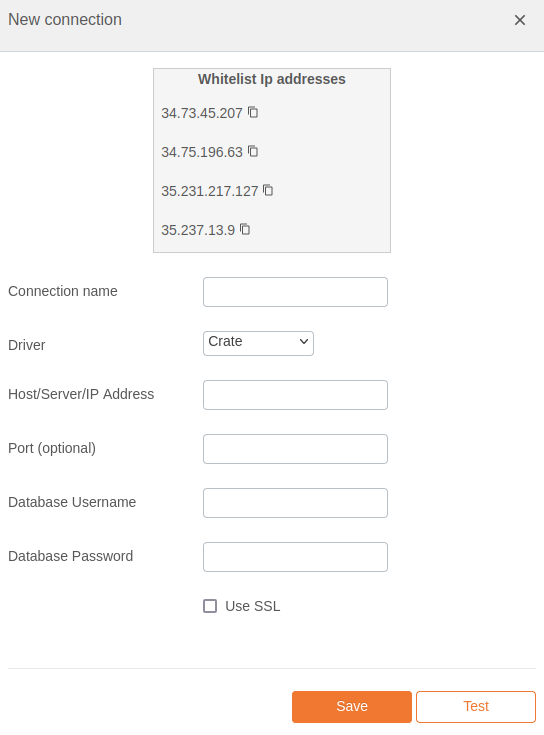 New connection
Whitelist Ip addresses
34.73.45.207
34.75.196.63
35.231.217.127
35.237.13.9
Connection name
Driver
Crate
Host/Server/IP Address
Port (optional)
Database Username
Database Password
Use SSL
Save
Test